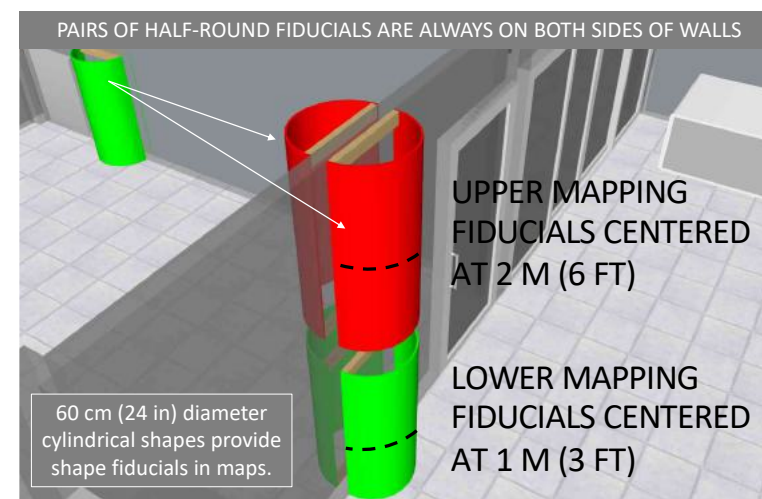 PAIRS OF HALF-ROUND FIDUCIALS ARE ALWAYS ON BOTH SIDES OF WALLS
UPPER MAPPING
FIDUCIALS CENTERED
AT 2 M (6 FT)
LOWER MAPPING
FIDUCIALS CENTERED
AT 1 M (3 FT)
60 cm (24 in) diameter
cylindrical shapes provide
shape fiducials in maps.